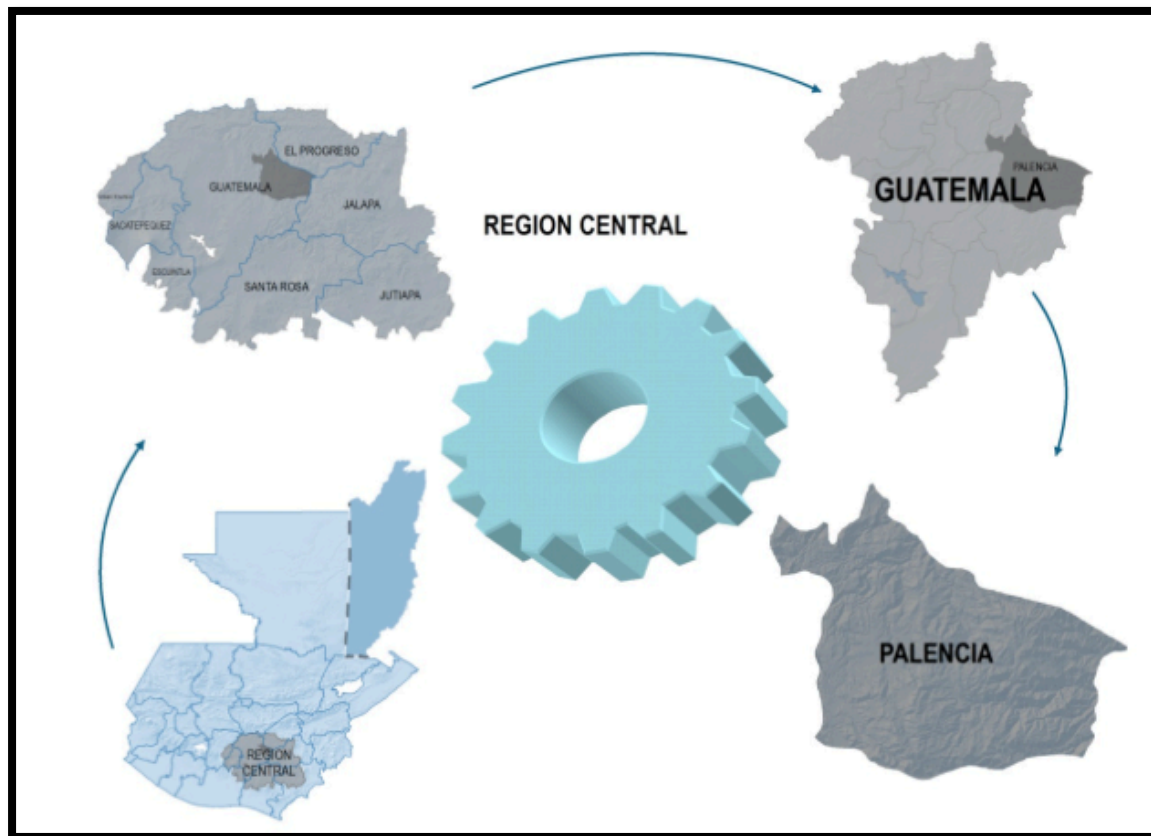 EL PROGRESO
GUATEMALA
JALAPA
SACATEPEQUEZ
ESCUINTLA
SANTA ROSA
JUTIAPA
REGION CENTRAL
PALENCIA
GUATEMALA
REGION
CENTRAL
PALENCIA